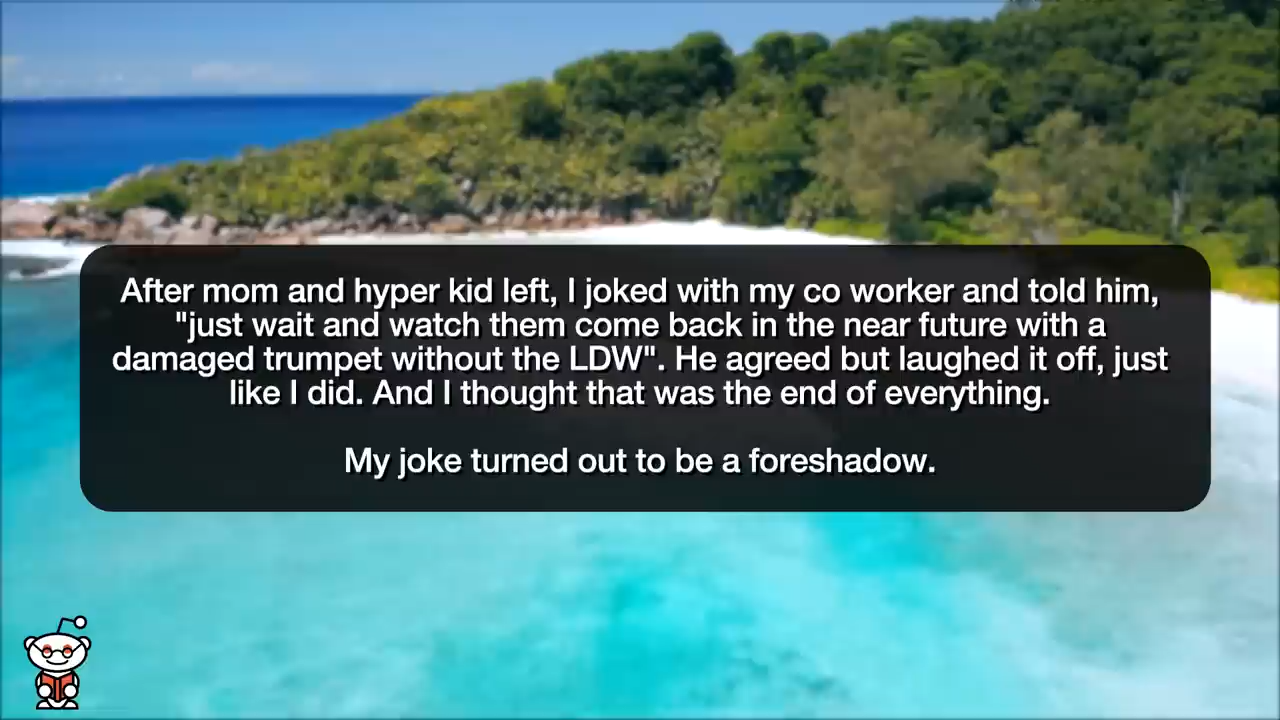 After mom and hyper kid left, I joked with my co worker and told him,
"just wait and watch them come back in the near future with a
damaged trumpet without the LDW". He agreed but laughed it off, just
like I did. And I thought that was the end of everything.
My joke turned out to be a foreshadow.